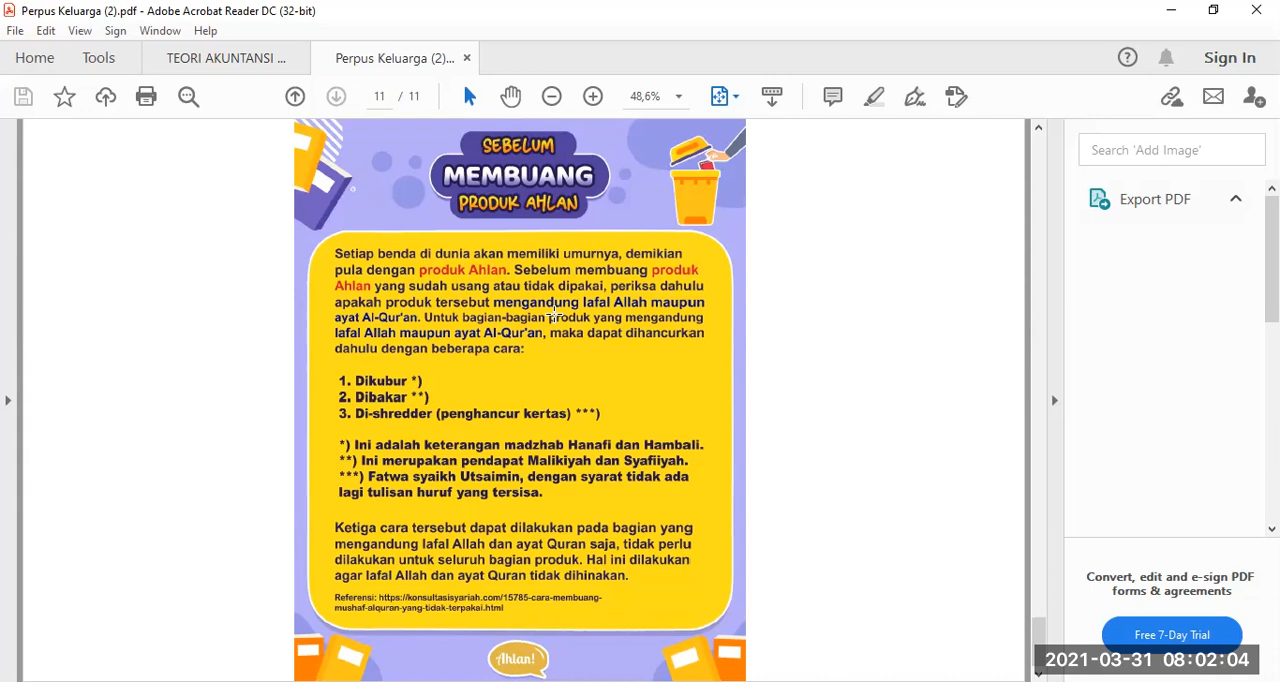 Perpus Keluarga (2).pdf - Adobe Acrobat Reader DC (32-bit)
File Edit View Sign Window Help
Home Tools TEORI AKUNTANSI ... Perpus Keluarga (2)... ×
Sign In
11 / 11 48,6%
SEBELUM
MEMBUANG
PRODUK AHLAN
Setiap benda di dunia akan memiliki umurnya, demikian
pula dengan produk Ahlan. Sebelum membuang produk
Ahlan yang sudah usang atau tidak dipakai, periksa dahulu
apakah produk tersebut mengandung lafal Allah maupun
ayat Al-Qur'an. Untuk bagian-bagian produk yang mengandung
lafal Allah maupun ayat Al-Qur'an, maka dapat dihancurkan
dahulu dengan beberapa cara:
1. Dikubur *)
2. Dibakar **)
3. Di-shredder (penghancur kertas) ***)
*) Ini adalah keterangan madzhab Hanafi dan Hambali.
**) Ini merupakan pendapat Malikiyah dan Syafiiyah.
***) Fatwa syaikh Utsaimin, dengan syarat tidak ada
lagi tulisan huruf yang tersisa.
Ketiga cara tersebut dapat dilakukan pada bagian yang
mengandung lafal Allah dan ayat Quran saja, tidak perlu
dilakukan untuk seluruh bagian produk. Hal ini dilakukan
agar lafal Allah dan ayat Quran tidak dihinakan.
Referensi: https://konsultasisyariah.com/15785-cara-membuang-
mushaf-alquran-yang-tidak-terpakai.html
Ahlan!
Search 'Add Image'
Export PDF
Convert, edit and e-sign PDF
forms & agreements
Free 7-Day Trial
2021-03-31 08:02:04